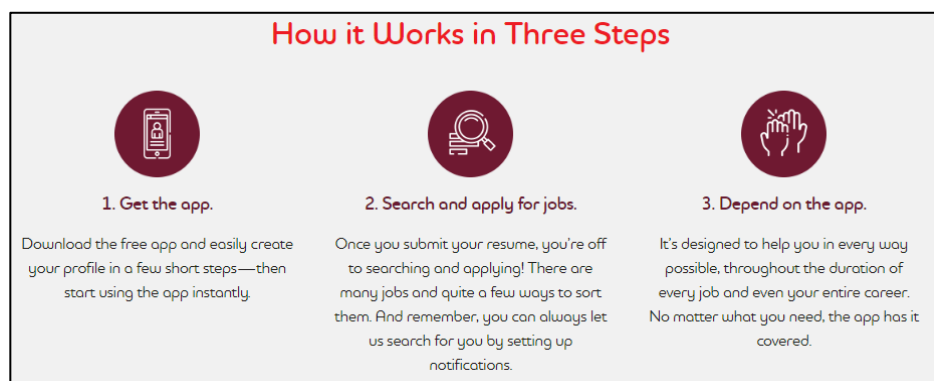 How it Works in Three Steps
1. Get the app.
Download the free app and easily create
your profile in a few short steps—then
start using the app instantly.
2. Search and apply for jobs.
Once you submit your resume, you're off
to searching and applying! There are
many jobs and quite a few ways to sort
them. And remember, you can always let
us search for you by setting up
notifications.
3. Depend on the app.
It's designed to help you in every way
possible, throughout the duration of
every job and even your entire career.
No matter what you need, the app has it
covered.